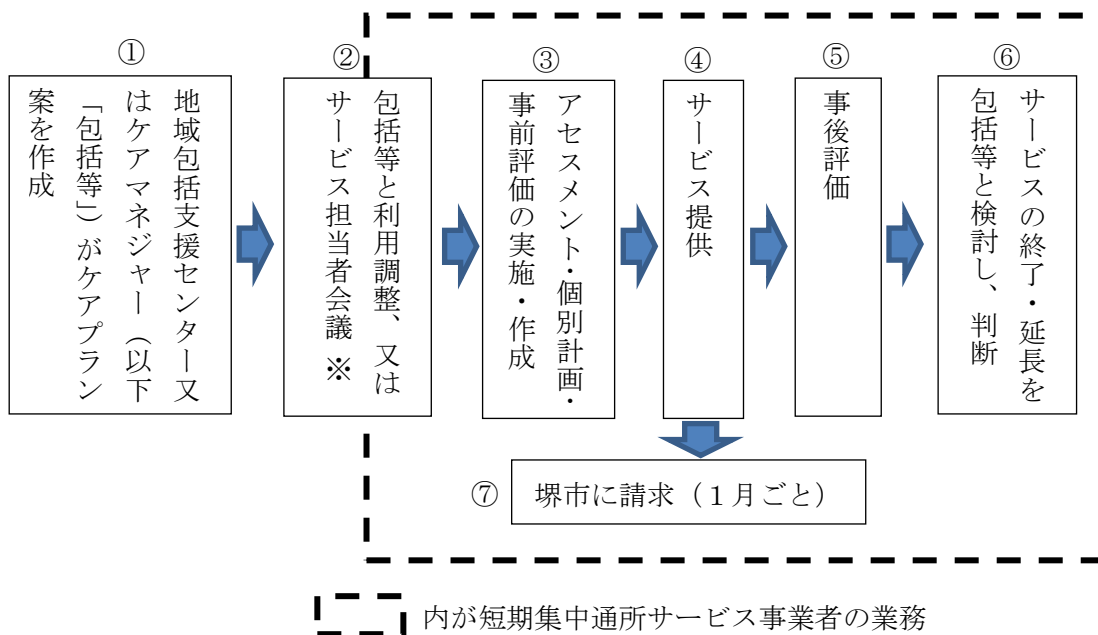 ①
地域包括支援センター又
はケアマネジャー（以下
「包括等」）がケアプラン
案を作成
②
包括等と利用調整、又は
サービス担当者会議※
③
アセスメント・個別計画・
事前評価の実施・作成
④
サービス提供
⑤
事後評価
⑥
サービスの終了・延長を
包括等と検討し、判断
⑦
堺市に請求（１月ごと）
内が短期集中通所サービス事業者の業務